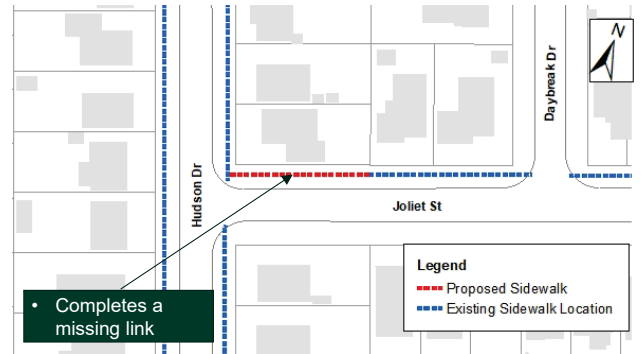 N
Daybreak Dr
Hudson Dr
Joliet St
Legend
Proposed Sidewalk
Existing Sidewalk Location
• Completes a
missing link